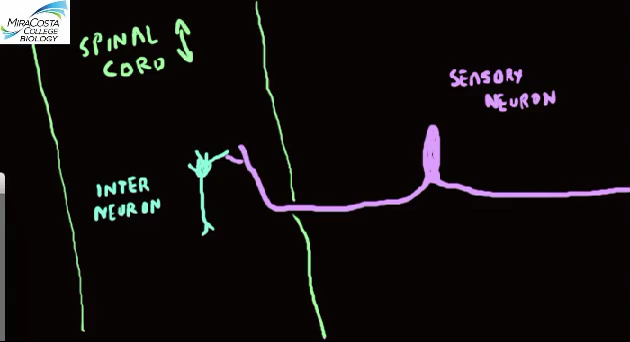 MIRACOSTA
COLLEGE
BIOLOGY
SPINAL
CORD
SENSORY
NEURON
INTER
NEURON